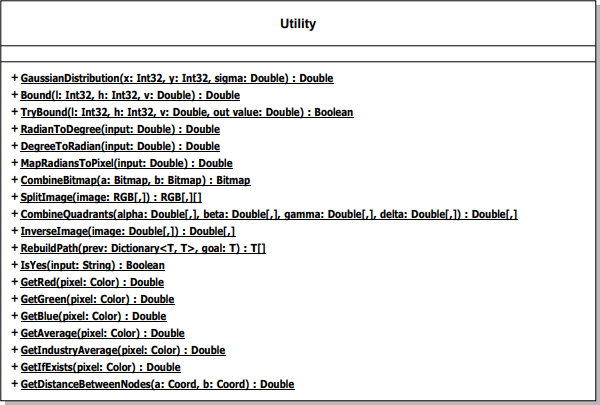 Utility
+ GaussianDistribution(x: Int32, y: Int32, sigma: Double) : Double
+ Bound(l: Int32, h: Int32, v: Double) : Double
+ TryBound(l: Int32, h: Int32, v: Double, out value: Double) : Boolean
+ RadianToDegree(input: Double) : Double
+ DegreeToRadian(input: Double) : Double
+ MapRadiansToPixel(input: Double) : Double
+ CombineBitmap(a: Bitmap, b: Bitmap) : Bitmap
+ SplitImage(image: RGB[,]) : RGB[,][]
+ CombineQuadrants(alpha: Double[,], beta: Double[,], gamma: Double[,], delta: Double[,]) : Double[,]
+ InverseImage(image: Double[,]) : Double[,]
+ RebuildPath(prev: Dictionary<T, T>, goal: T) : T[]
+ IsYes(input: String) : Boolean
+ GetRed(pixel: Color) : Double
+ GetGreen(pixel: Color) : Double
+ GetBlue(pixel: Color) : Double
+ GetAverage(pixel: Color) : Double
+ GetIndustryAverage(pixel: Color) : Double
+ GetIfExists(pixel: Color) : Double
+ GetDistanceBetweenNodes(a: Coord, b: Coord) : Double